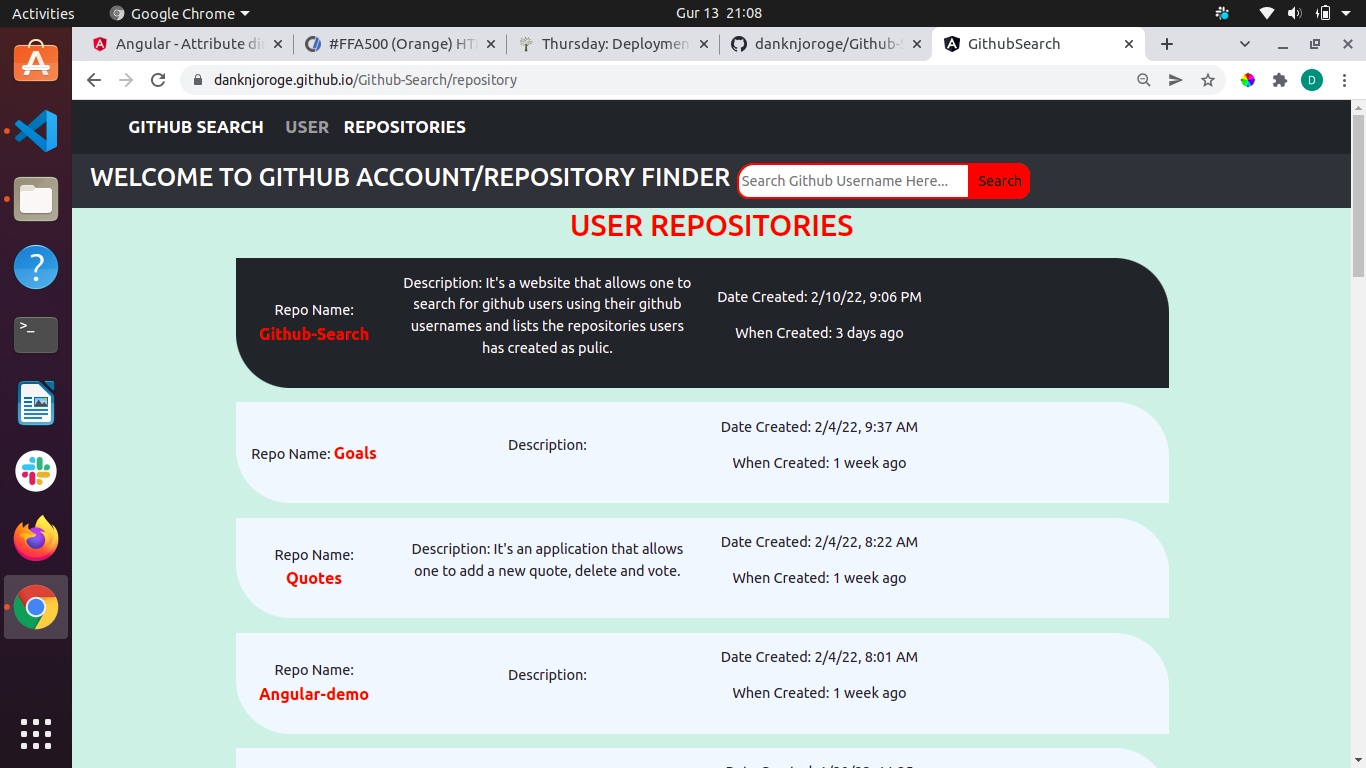 Activities Google Chrome Gur 13 21:08
Angular - Attribute di #FFA500 (Orange) HT Thursday: Deploymen danknjoroge/Github-S GithubSearch
danknjoroge.github.io/Github-Search/repository D
GITHUB SEARCH USER REPOSITORIES
WELCOME TO GITHUB ACCOUNT/REPOSITORY FINDER Search Github Username Here... Search
USER REPOSITORIES
Repo Name:
Github-Search
Description: It's a website that allows one to
search for github users using their github
usernames and lists the repositories users
has created as pulic.
Date Created: 2/10/22, 9:06 PM
When Created: 3 days ago
Repo Name: Goals
Description:
Date Created: 2/4/22, 9:37 AM
When Created: 1 week ago
Repo Name:
Quotes
Description: It's an application that allows
one to add a new quote, delete and vote.
Date Created: 2/4/22, 8:22 AM
When Created: 1 week ago
Repo Name:
Angular-demo
Description:
Date Created: 2/4/22, 8:01 AM
When Created: 1 week ago